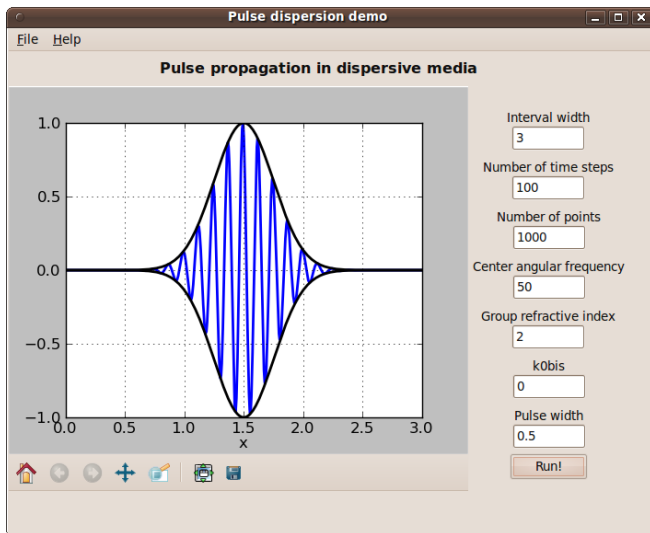 Pulse dispersion demo
File Help
Pulse propagation in dispersive media
1.0
0.5
0.0
−0.5
−1.0
0.0 0.5 1.0 1.5 2.0 2.5 3.0
x
Interval width
3
Number of time steps
100
Number of points
1000
Center angular frequency
50
Group refractive index
2
k0bis
0
Pulse width
0.5
Run!